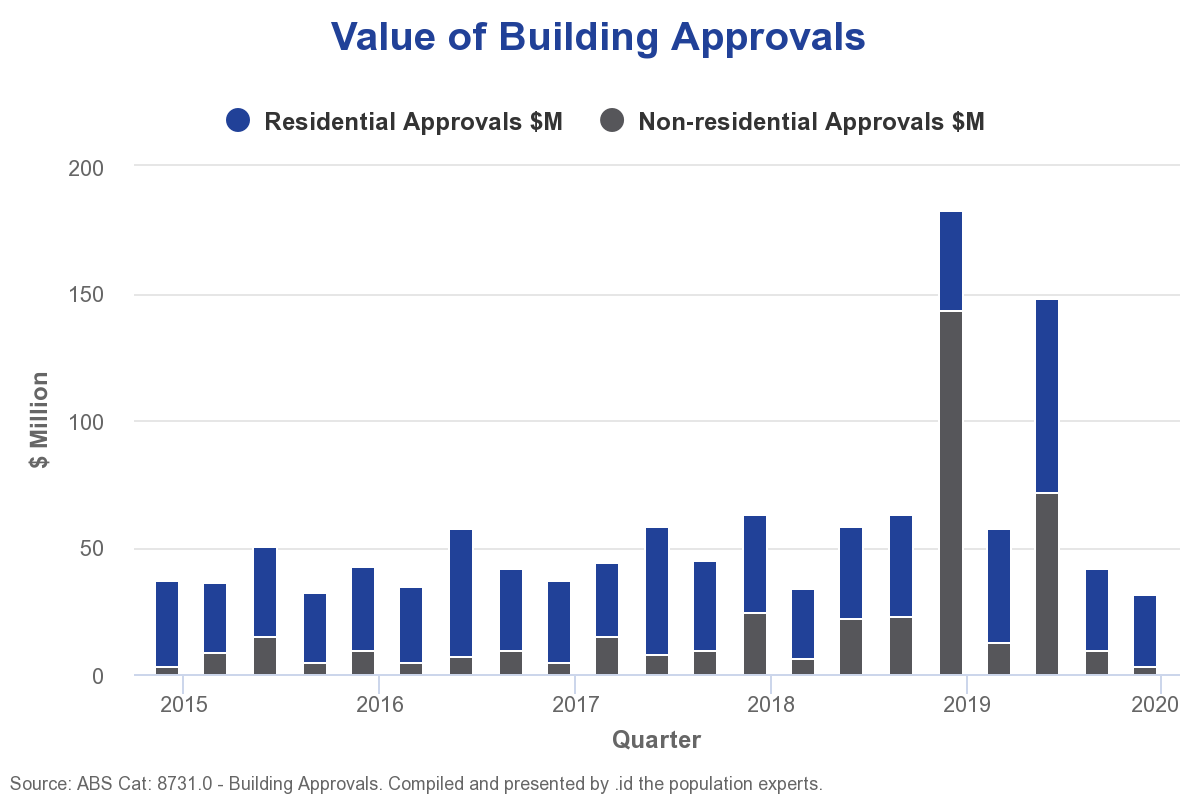 Value of Building Approvals
Residential Approvals $M
Non-residential Approvals $M
200
150
100
50
0
$ Million
2015
2016
2017
2018
2019
2020
Quarter
Source: ABS Cat: 8731.0 - Building Approvals. Compiled and presented by .id the population experts.